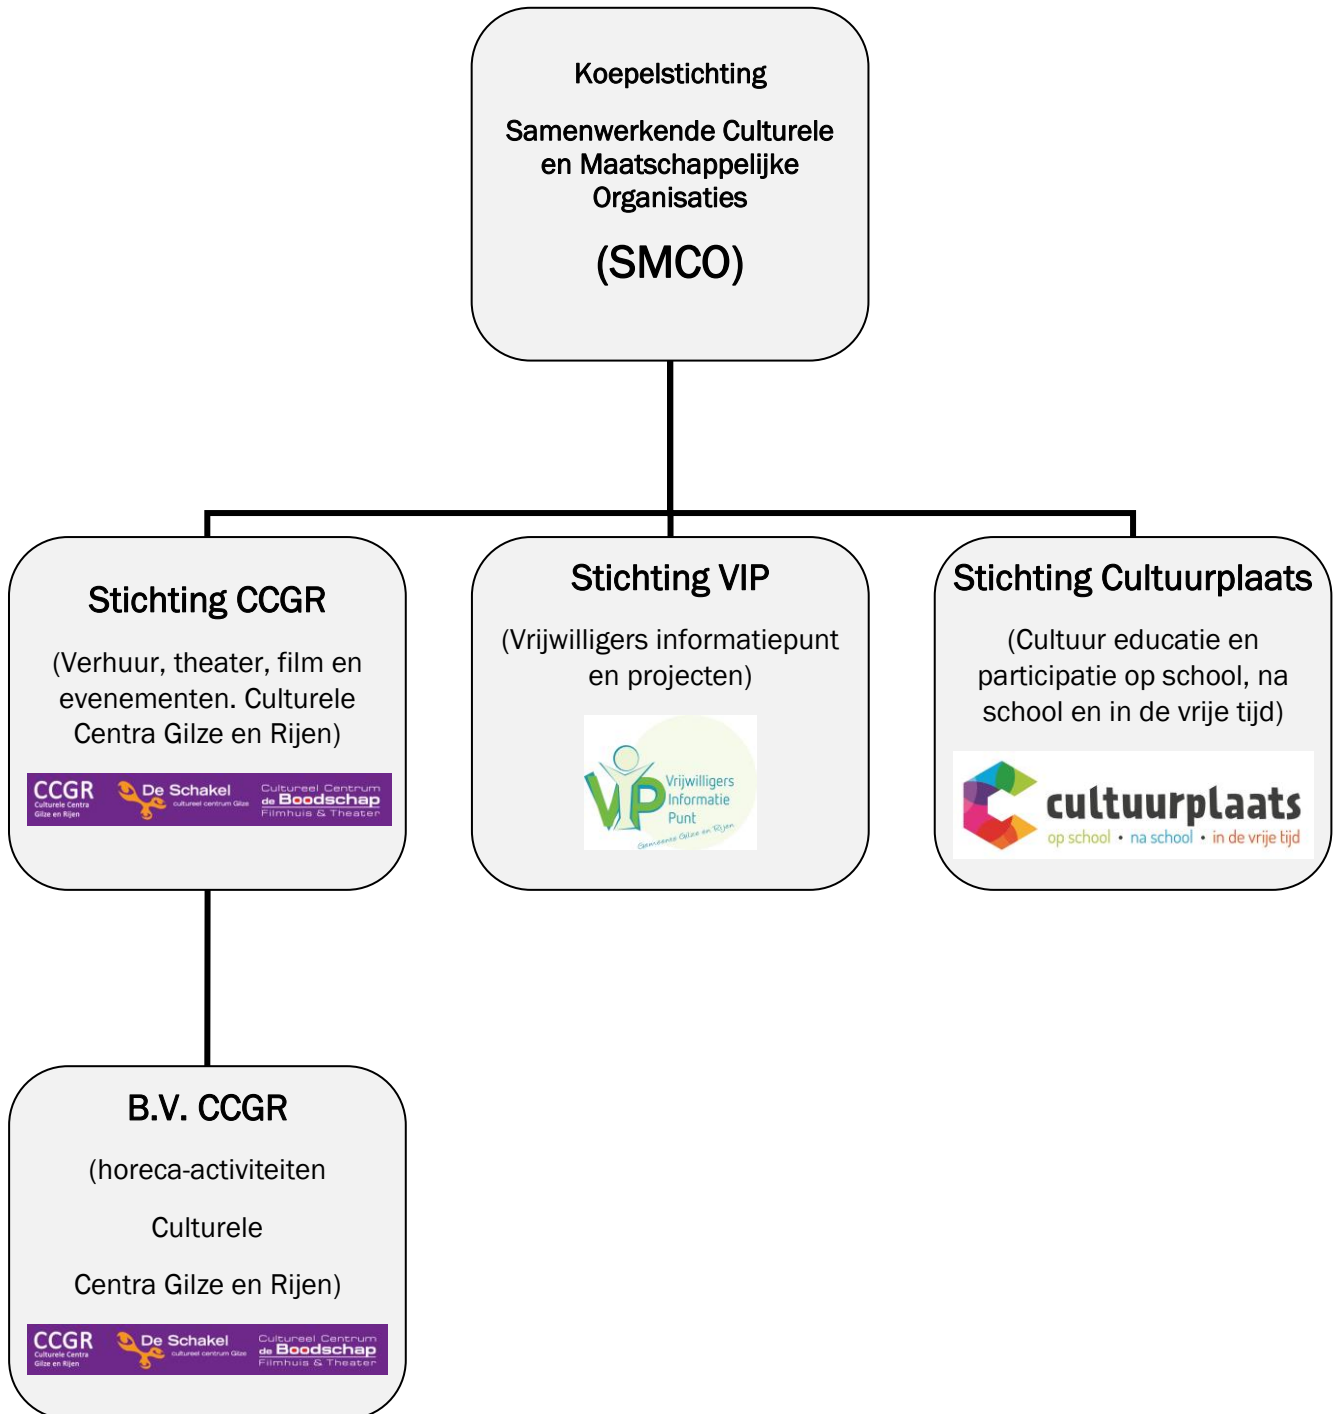 Koepelstichting
Samenwerkende Culturele
en Maatschappelijke
Organisaties
(SMCO)
Stichting CCGR
(Verhuur, theater, film en
evenementen. Culturele
Centra Gilze en Rijen)
CCGR
Culturele Centra
Gilze en Rijen
De Schakel
cultureel centrum Gilze
Cultureel Centrum
de Boodschap
Filmhuis & Theater
Stichting VIP
(Vrijwilligers informatiepunt
en projecten)
VIP
Vrijwilligers
Informatie
Punt
Gemeente Gilze en Rijen
Stichting Cultuurplaats
(Cultuur educatie en
participatie op school, na
school en in de vrije tijd)
cultuurplaats
op school • na school • in de vrije tijd
B.V. CCGR
(horeca-activiteiten
Culturele
Centra Gilze en Rijen)
CCGR
Culturele Centra
Gilze en Rijen
De Schakel
cultureel centrum Gilze
Cultureel Centrum
de Boodschap
Filmhuis & Theater